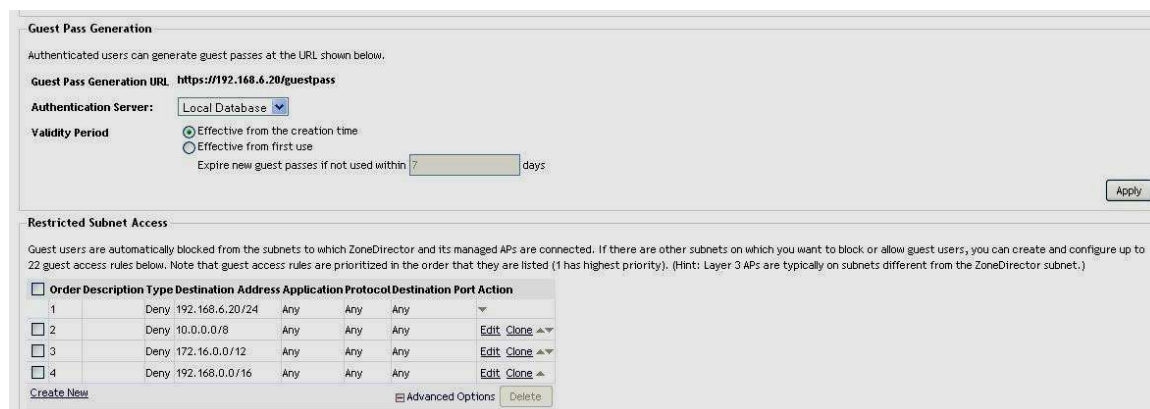 Guest Pass Generation
Authenticated users can generate guest passes at the URL shown below.
Guest Pass Generation URL https://192.168.6.20/guestpass
Authentication Server: Local Database
Validity Period Effective from the creation time
Effective from first use
Expire new guest passes if not used within 7 days
Apply
Restricted Subnet Access
Guest users are automatically blocked from the subnets to which ZoneDirector and its managed APs are connected. If there are other subnets on which you want to block or allow guest users, you can create and configure up to
22 guest access rules below. Note that guest access rules are prioritized in the order that they are listed (1 has highest priority). (Hint: Layer 3 APs are typically on subnets different from the ZoneDirector subnet.)
Order Description Type Destination Address Application Protocol Destination Port Action
1 Deny 192.168.6.20/24 Any Any Any
2 Deny 10.0.0.0/8 Any Any Any Edit Clone
3 Deny 172.16.0.0/12 Any Any Any Edit Clone
4 Deny 192.168.0.0/16 Any Any Any Edit Clone
Create New Advanced Options Delete